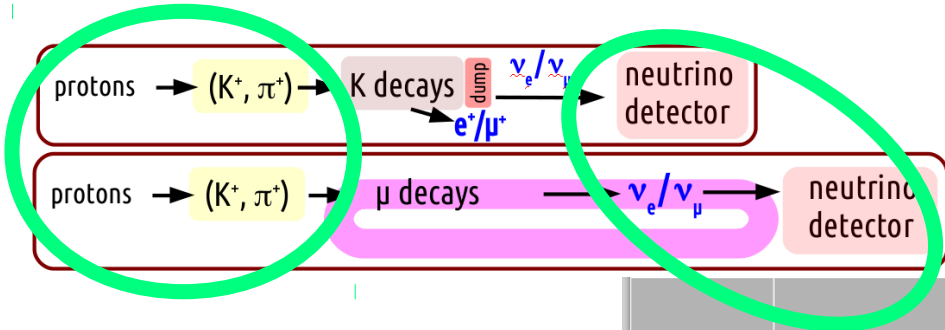 protons (K⁺, π⁺) K decays dump νe/νμ neutrino detector
e⁺/μ⁺
protons (K⁺, π⁺) μ decays νe/νμ neutrino detector